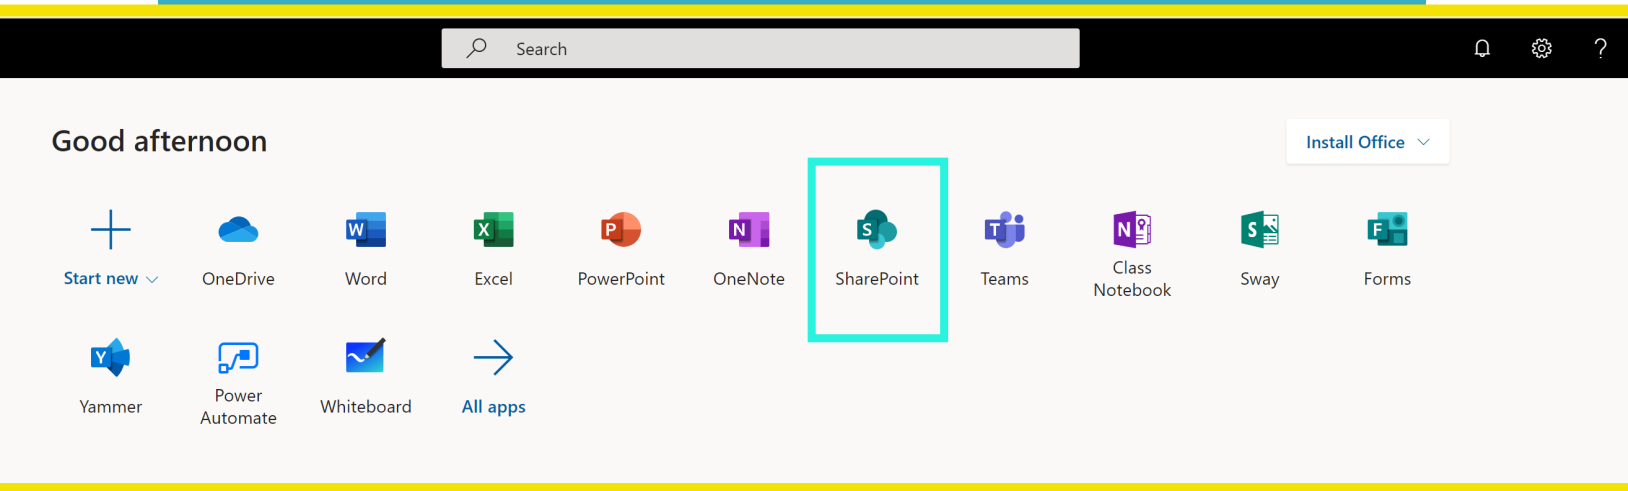 Search
?
Good afternoon
Install Office
Start new
OneDrive
W
Word
X
Excel
P
PowerPoint
N
OneNote
S
SharePoint
T
Teams
N
Class
Notebook
S
Sway
F
Forms
Y
Yammer
Power
Automate
Whiteboard
All apps